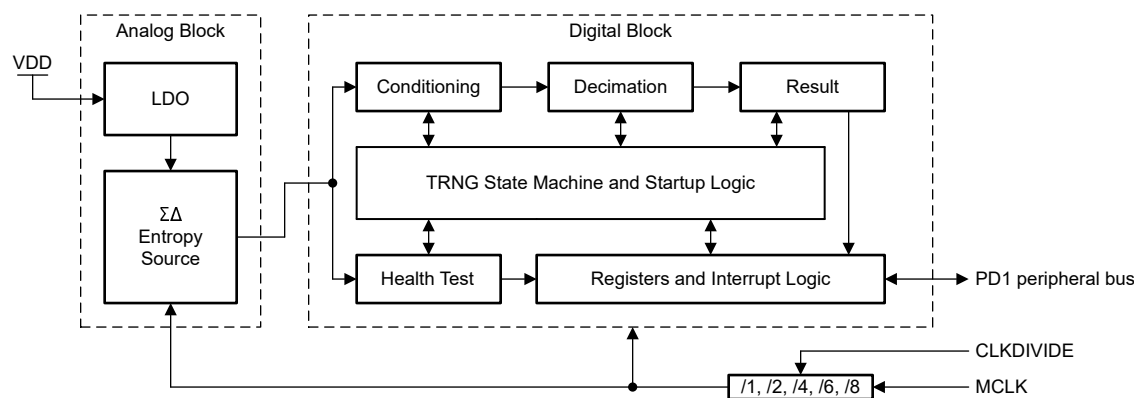 Analog Block
Digital Block
VDD
LDO
Conditioning
Decimation
Result
TRNG State Machine and Startup Logic
ΣΔ
Entropy
Source
Health Test
Registers and Interrupt Logic
PD1 peripheral bus
CLKDIVIDE
/1, /2, /4, /6, /8
MCLK